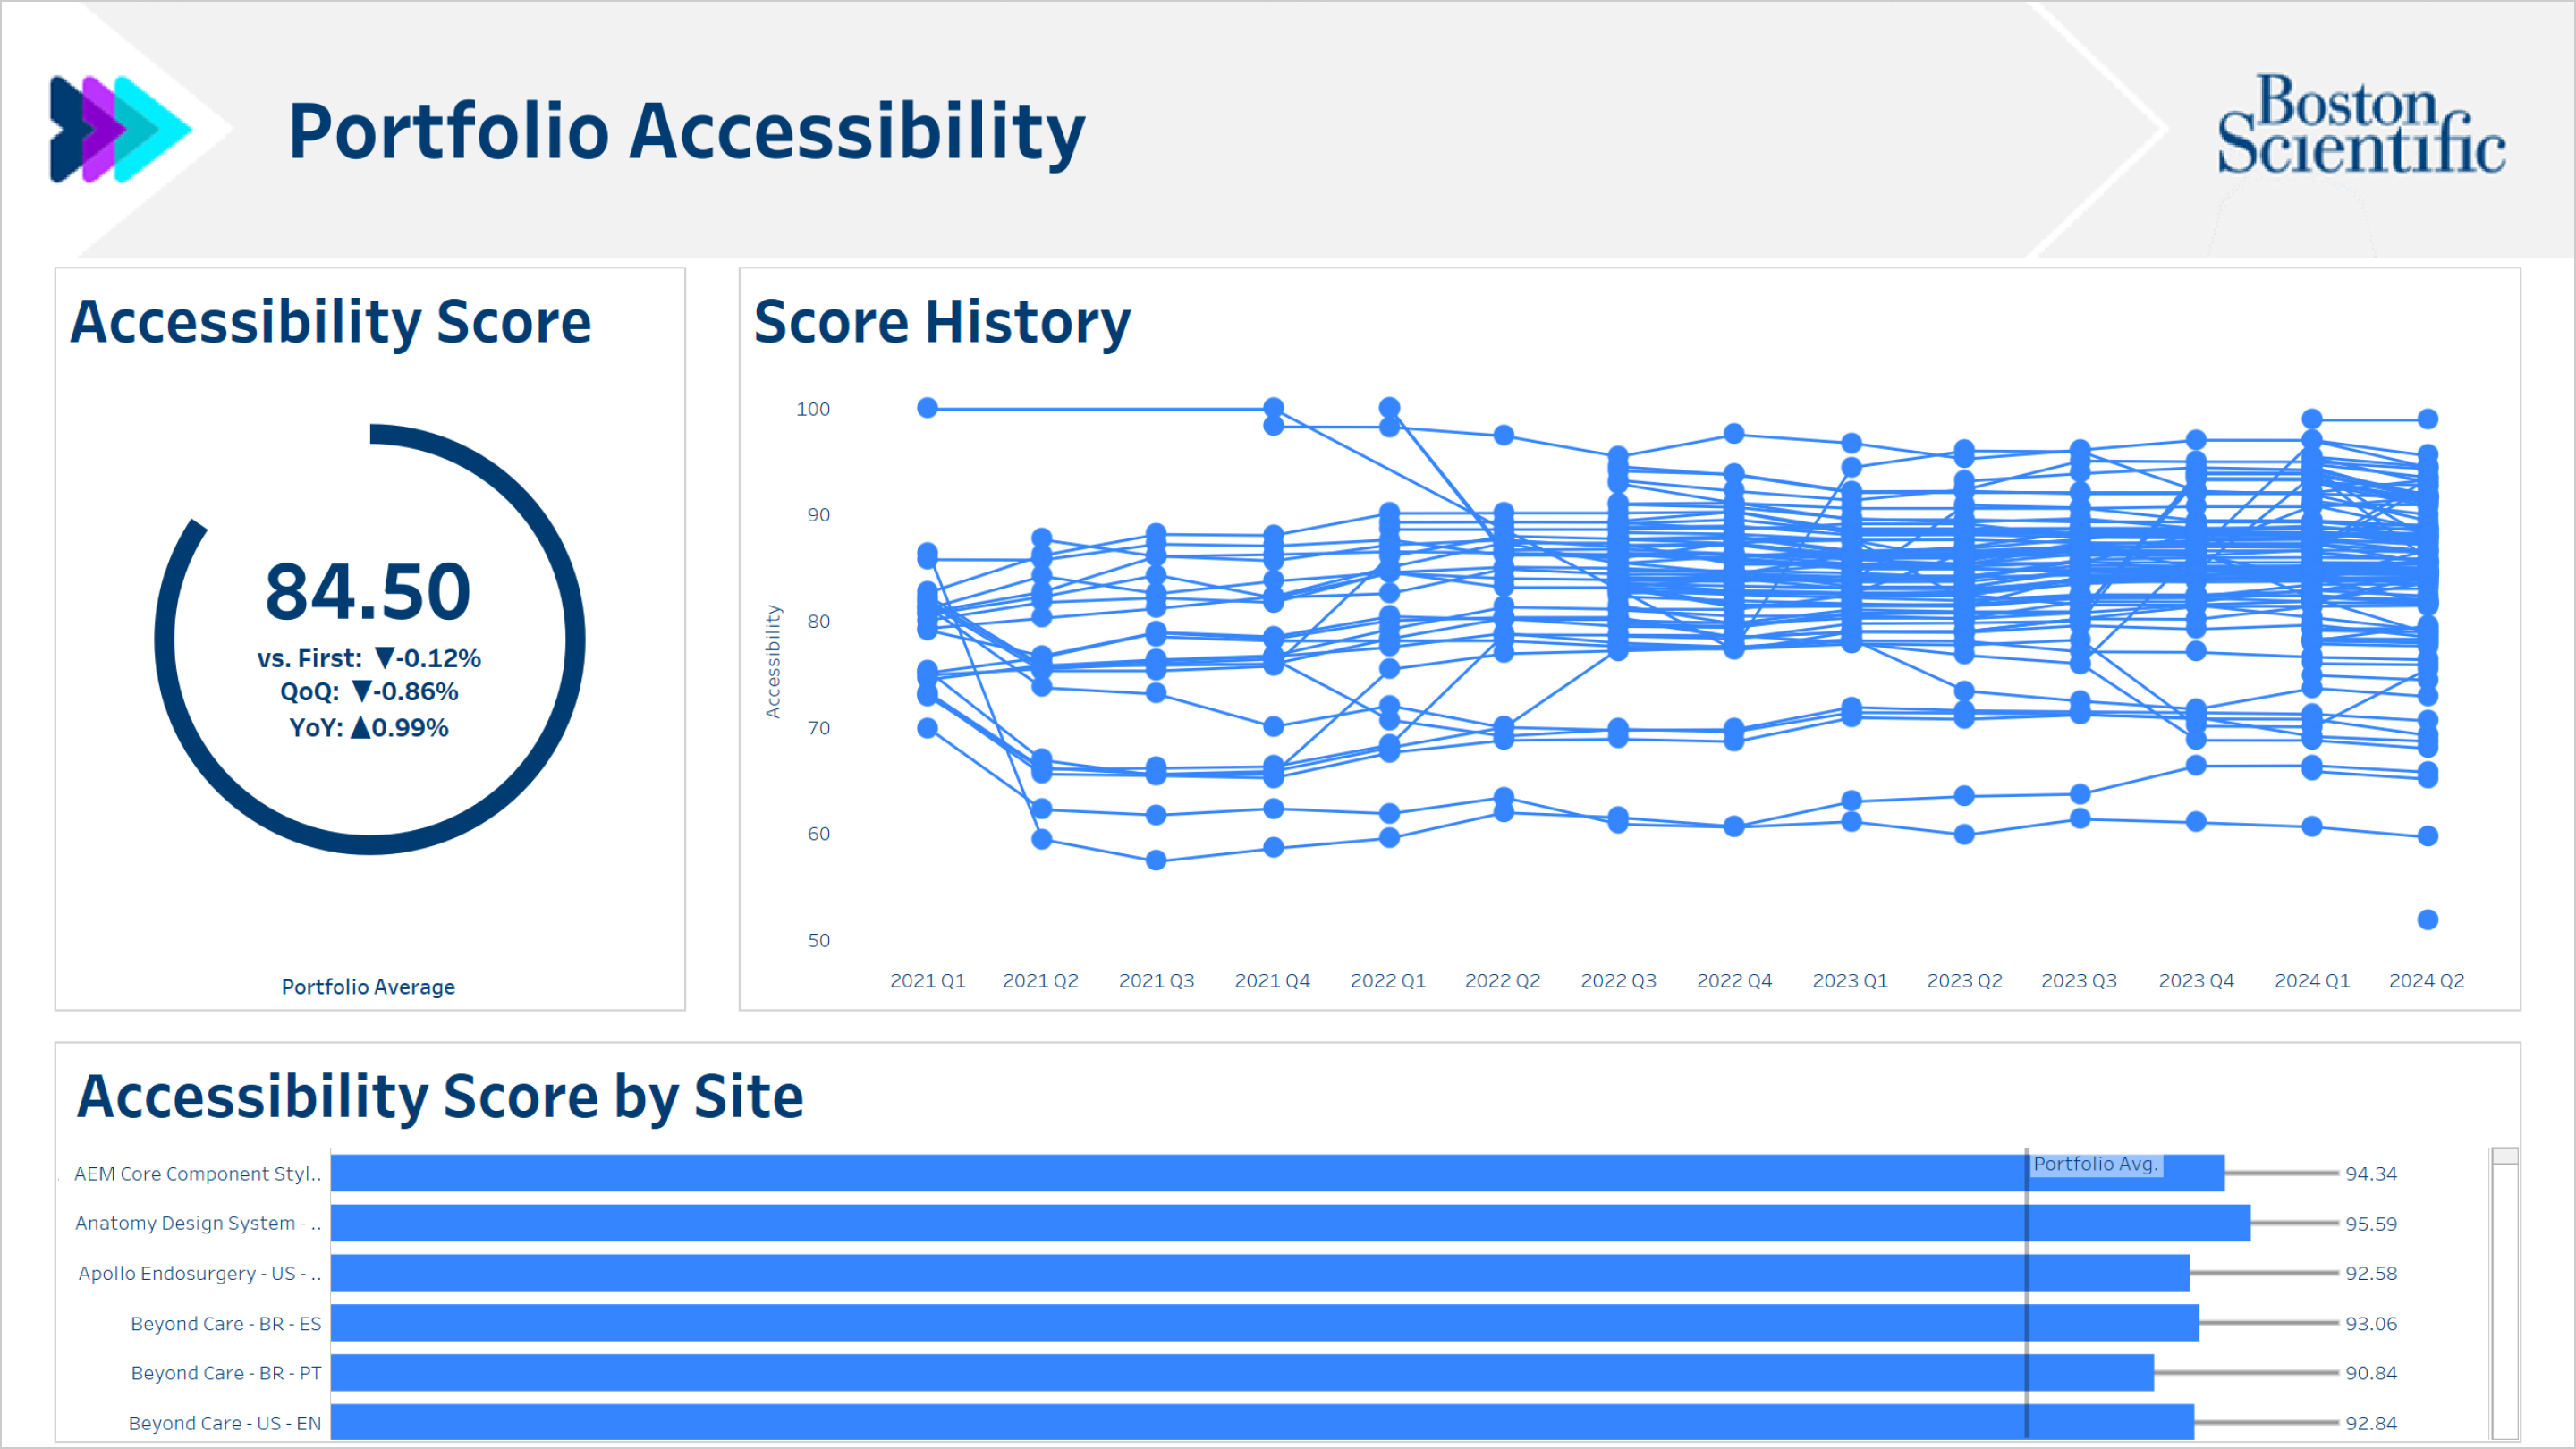 Portfolio Accessibility
Boston
Scientific
Accessibility Score
84.50
vs. First: ▼-0.12%
QoQ: ▼-0.86%
YoY: ▲0.99%
Portfolio Average
Score History
Accessibility
100
90
80
70
60
50
2021 Q1
2021 Q2
2021 Q3
2021 Q4
2022 Q1
2022 Q2
2022 Q3
2022 Q4
2023 Q1
2023 Q2
2023 Q3
2023 Q4
2024 Q1
2024 Q2
Accessibility Score by Site
Portfolio Avg.
AEM Core Component Styl.. 94.34
Anatomy Design System - .. 95.59
Apollo Endosurgery - US - .. 92.58
Beyond Care - BR - ES 93.06
Beyond Care - BR - PT 90.84
Beyond Care - US - EN 92.84